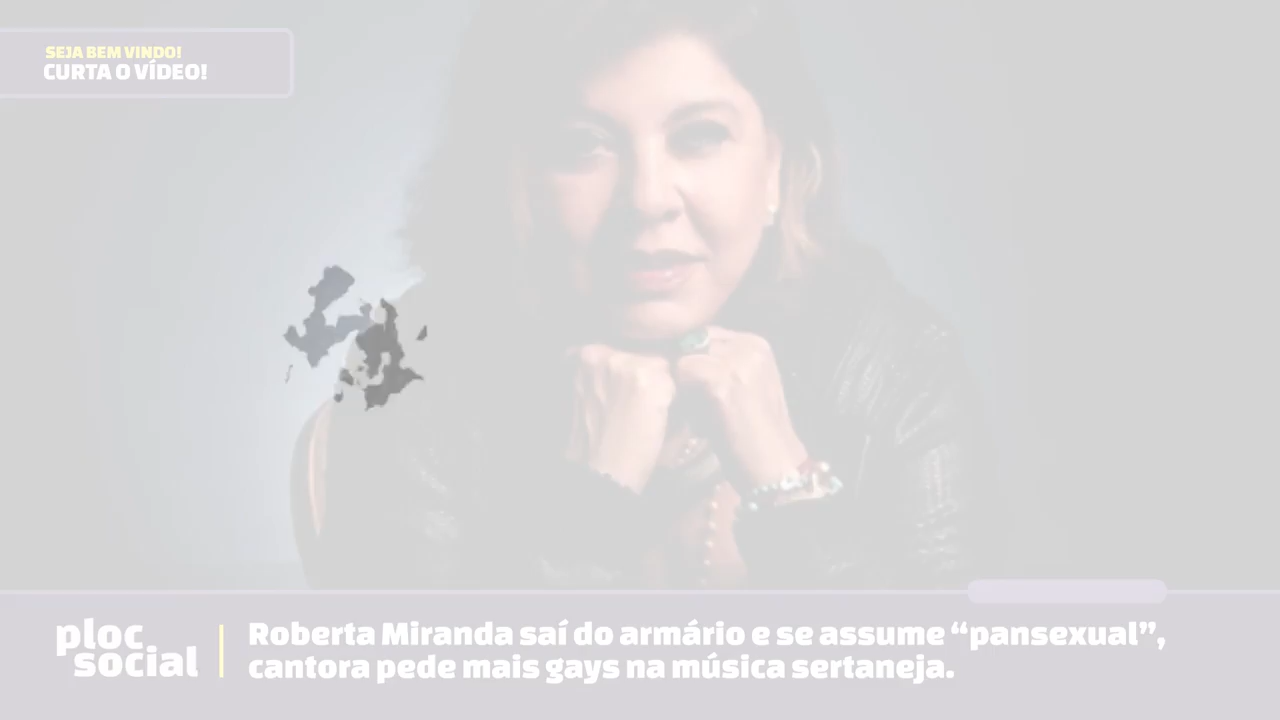 SEJA BEM VINDO!
CURTA O VÍDEO!
ploc
social
Roberta Miranda saí do armário e se assume “pansexual”,
cantora pede mais gays na música sertaneja.